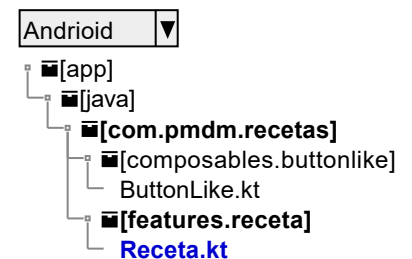 Andrioid
[app]
[java]
[com.pmdm.recetas]
[composables.buttonlike]
ButtonLike.kt
[features.receta]
Receta.kt